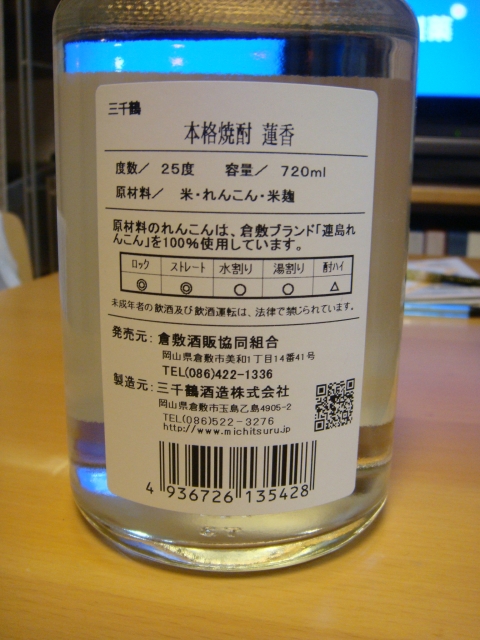 三千鶴
本格焼酎 蓮香
度数／ 25度 容量／ 720ml
原材料／ 米・れんこん・米麹
原材料のれんこんは、倉敷ブランド「連島れ
んこん」を100%使用しています。
ロック ストレート 水割り 湯割り 酎ハイ
◎ ◎ ○ ○ △
未成年者の飲酒及び飲酒運転は、法律で禁じられています。
発売元: 倉敷酒販協同組合
岡山県倉敷市美和1丁目14番41号
TEL(086)422-1336
製造元: 三千鶴酒造株式会社
岡山県倉敷市玉島乙島4905-2
TEL(086)522-3276
http://www.michitsuru.jp
4 936726 135428